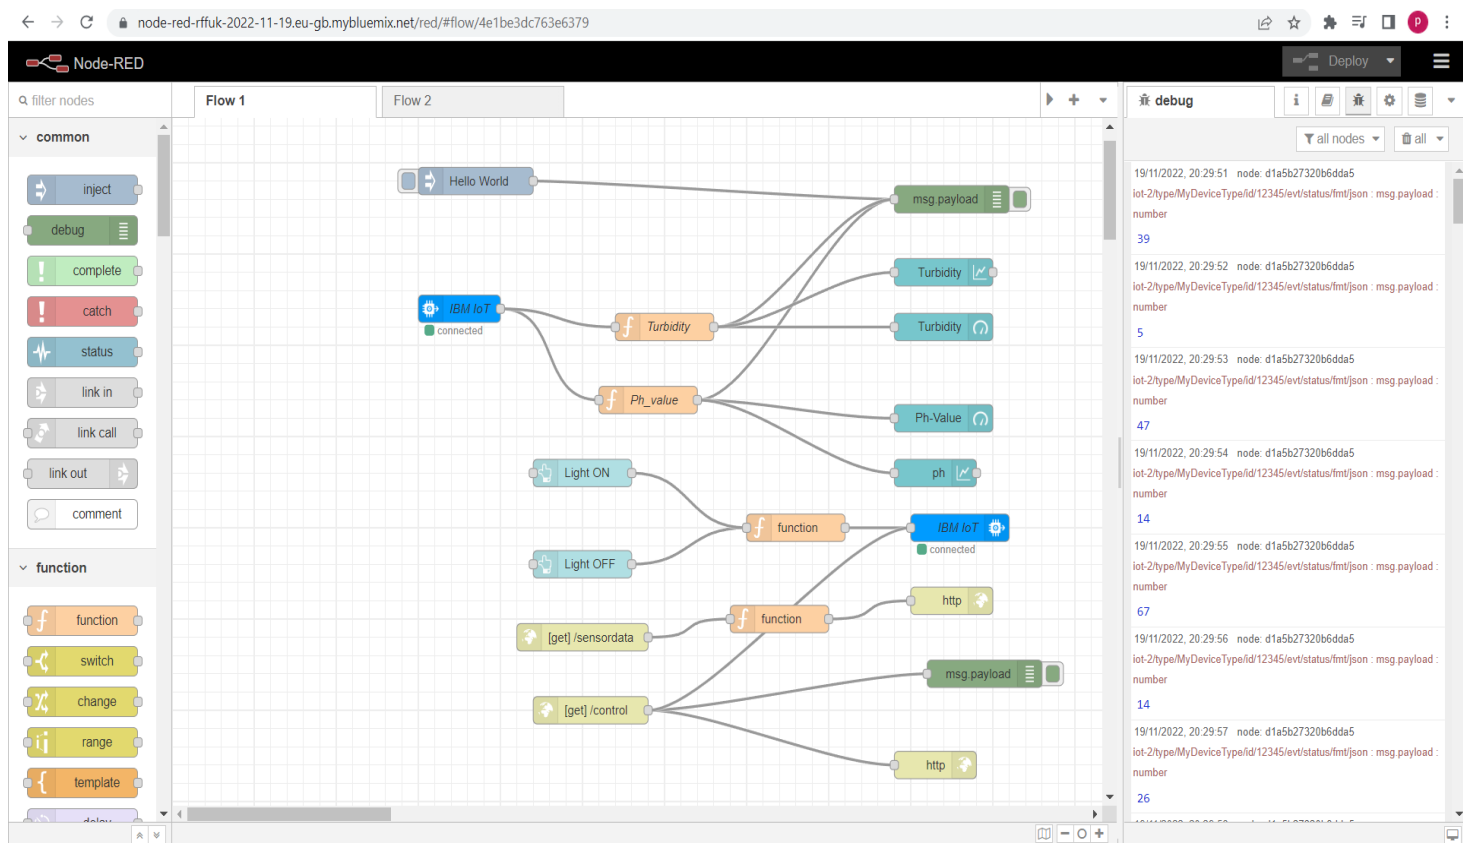 node-red-rffuk-2022-11-19.eu-gb.mybluemix.net/red/#flow/4e1be3dc763e6379
P
Node-RED
Deploy
filter nodes
Flow 1
Flow 2
debug
i
common
all nodes
all
inject
debug
complete
catch
status
link in
link call
link out
comment
function
function
switch
change
range
template
delay
Hello World
msg.payload
Turbidity
IBM IoT
connected
Turbidity
Turbidity
Ph_value
Ph-Value
ph
Light ON
function
IBM IoT
connected
Light OFF
http
function
[get] /sensordata
msg.payload
[get] /control
http
19/11/2022, 20:29:51 node: d1a5b27320b6dda5
iot-2/type/MyDeviceType/id/12345/evt/status/fmt/json : msg.payload :
number
39
19/11/2022, 20:29:52 node: d1a5b27320b6dda5
iot-2/type/MyDeviceType/id/12345/evt/status/fmt/json : msg.payload :
number
5
19/11/2022, 20:29:53 node: d1a5b27320b6dda5
iot-2/type/MyDeviceType/id/12345/evt/status/fmt/json : msg.payload :
number
47
19/11/2022, 20:29:54 node: d1a5b27320b6dda5
iot-2/type/MyDeviceType/id/12345/evt/status/fmt/json : msg.payload :
number
14
19/11/2022, 20:29:55 node: d1a5b27320b6dda5
iot-2/type/MyDeviceType/id/12345/evt/status/fmt/json : msg.payload :
number
67
19/11/2022, 20:29:56 node: d1a5b27320b6dda5
iot-2/type/MyDeviceType/id/12345/evt/status/fmt/json : msg.payload :
number
14
19/11/2022, 20:29:57 node: d1a5b27320b6dda5
iot-2/type/MyDeviceType/id/12345/evt/status/fmt/json : msg.payload :
number
26